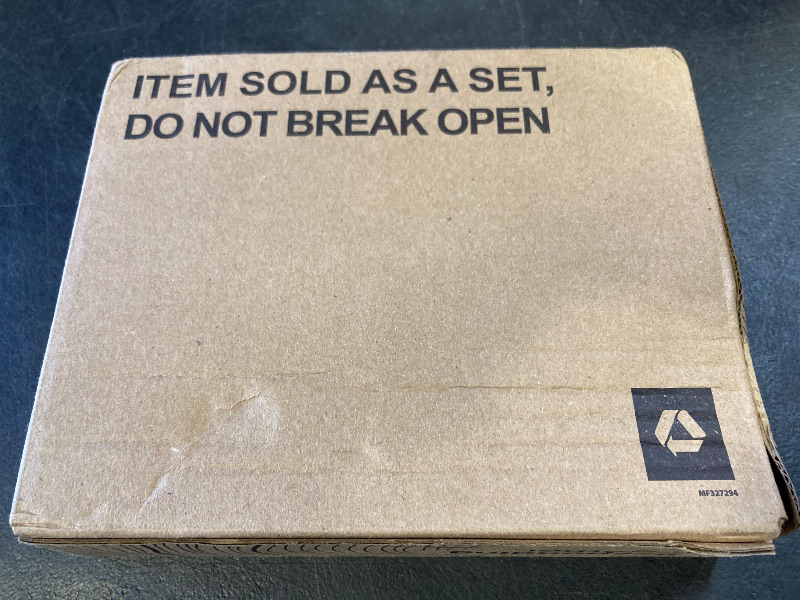 ITEM SOLD AS A SET,
DO NOT BREAK OPEN
MF327294